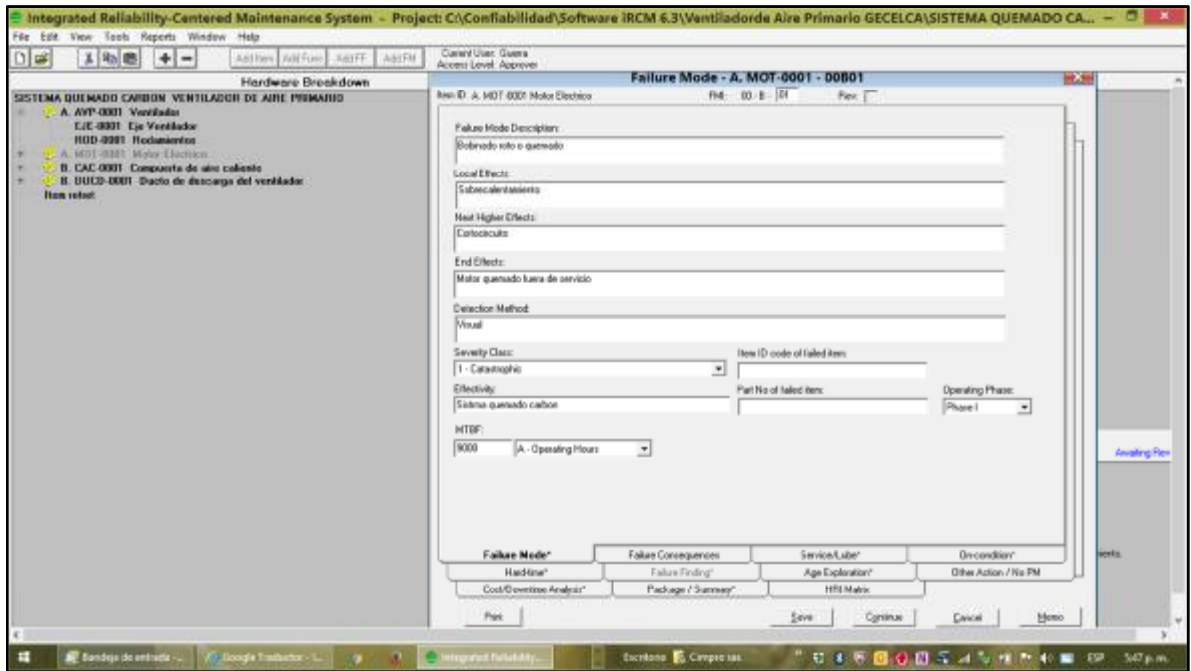 Integrated Reliability-Centered Maintenance System - Project: C:\Confiabilidad\Software iRCM 6.3\Ventiladorde Aire Primario GECELCA\SISTEMA QUEMADO CA...
File Edit View Tools Reports Window Help
Add Item Add Func Add FF Add FM
Current User: Guerra
Access Level: Approver
Hardware Breakdown
SISTEMA QUEMADO CARBON VENTILADOR DE AIRE PRIMARIO
A. AVP-0001 Ventilador
EJE-0001 Eje Ventilador
ROD-0001 Rodamientos
A. MOT-0001 Motor Electrico
B. CAC-0001 Compuerta de aire caliente
B. DUCD-0001 Ducto de descarga del ventilador
Failure Mode - A. MOT-0001 - 00B01
Item ID: A. MOT-0001 Motor Electrico FMI: 00 - B - 01 Rev:
Failure Mode Description:
Bobinado roto o quemado
Local Effects:
Sobrecalentamiento
Next Higher Effects:
Cortocircuito
End Effects:
Motor quemado fuera de servicio
Detection Method:
Visual
Severity Class: Item ID code of failed item:
1 - Catastrophic
Effectivity: Part No of failed item: Operating Phase:
Sistma quemado carbon Phase I
MTBF:
9000 A - Operating Hours
Awaiting Rev
Failure Mode* Failure Consequences Service/Lube* On-condition*
Hard-time* Failure Finding* Age Exploration* Other Action / No PM
Cost/Downtime Analysis* Package / Summary* HRI Matrix
Print Save Continue Cancel Memo
Bandeja de entrada -... Google Traductor - ... Integrated Reliability... Escritorio ESP 3:47 p. m.